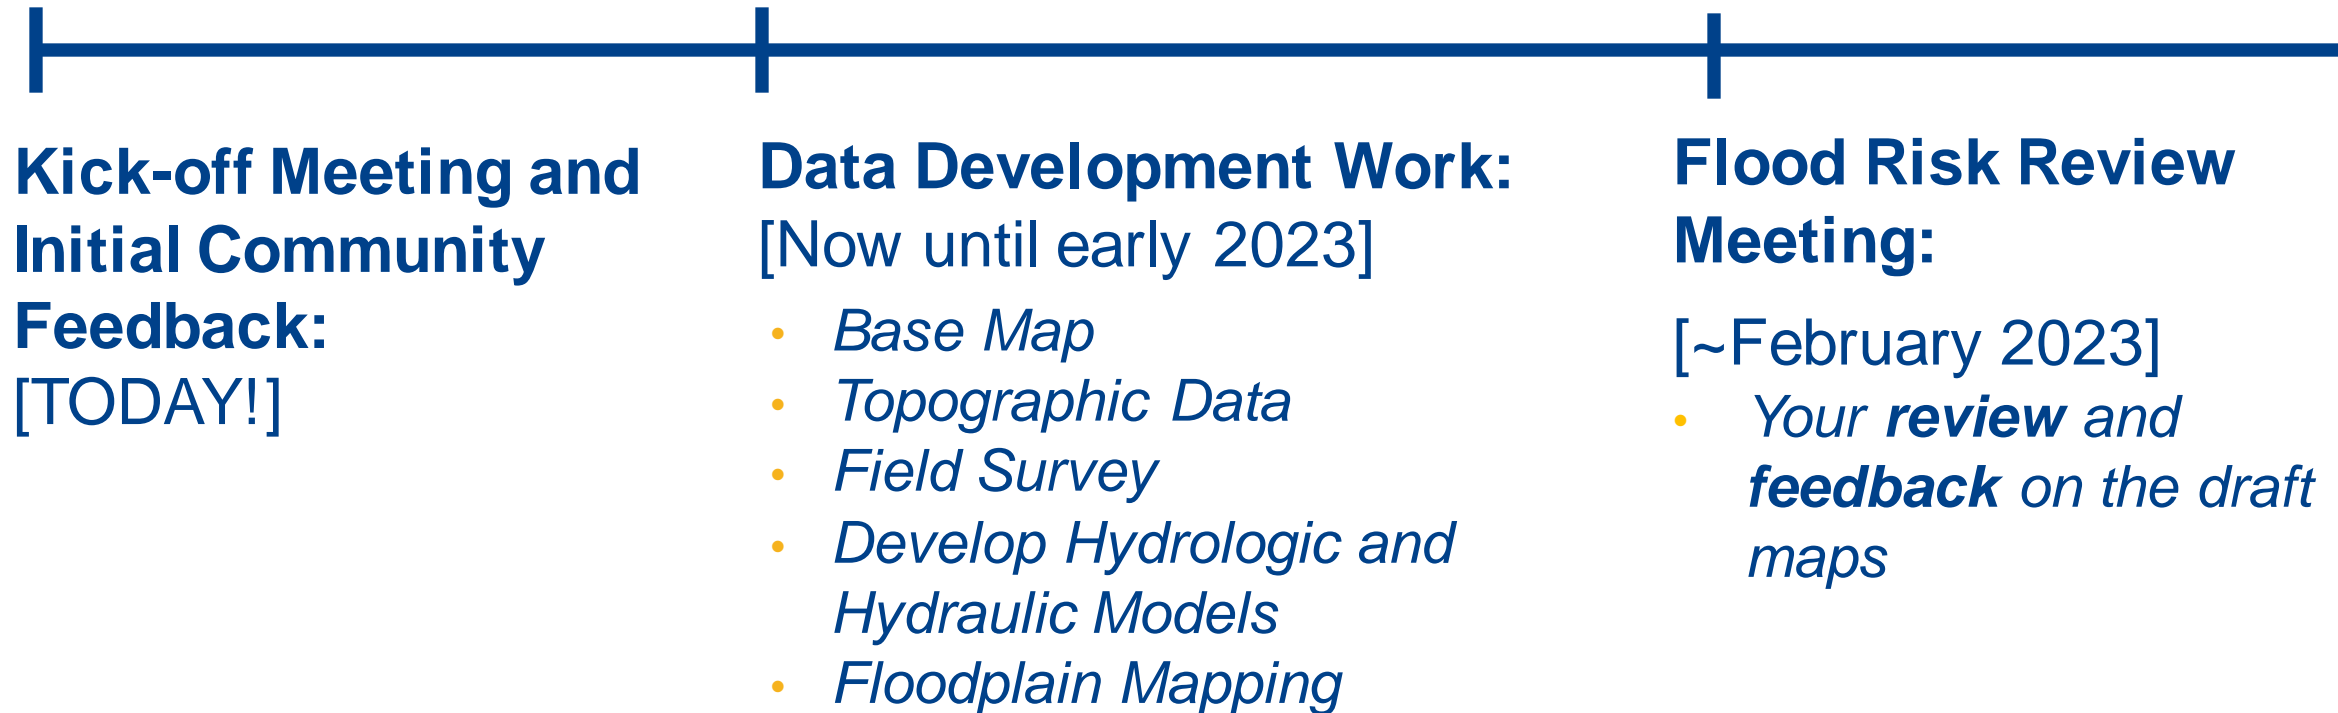 Kick-off Meeting and
Initial Community
Feedback:
[TODAY!]
Data Development Work:
[Now until early 2023]
• Base Map
• Topographic Data
• Field Survey
• Develop Hydrologic and
Hydraulic Models
• Floodplain Mapping
Flood Risk Review
Meeting:
[~February 2023]
• Your review and
feedback on the draft
maps